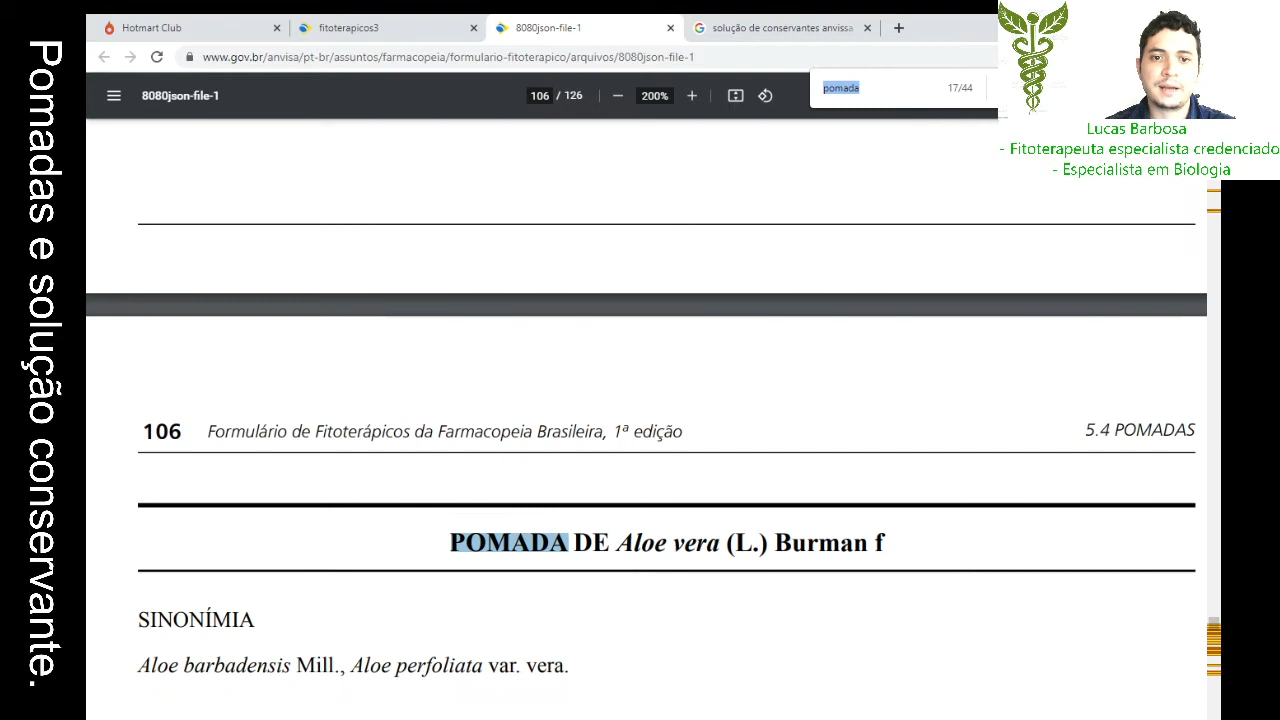 Pomadas e solução conservante.
Hotmart Club
fitoterapicos3
8080json-file-1
solução de conservantes anvissa
www.gov.br/anvisa/pt-br/assuntos/farmacopeia/formulario-fitoterapico/arquivos/8080json-file-1
8080json-file-1
106 / 126
200%
pomada
17/44
Lucas Barbosa
- Fitoterapeuta especialista credenciado
- Especialista em Biologia
106 Formulário de Fitoterápicos da Farmacopeia Brasileira, 1ª edição
5.4 POMADAS
POMADA DE Aloe vera (L.) Burman f
SINONÍMIA
Aloe barbadensis Mill., Aloe perfoliata var. vera.